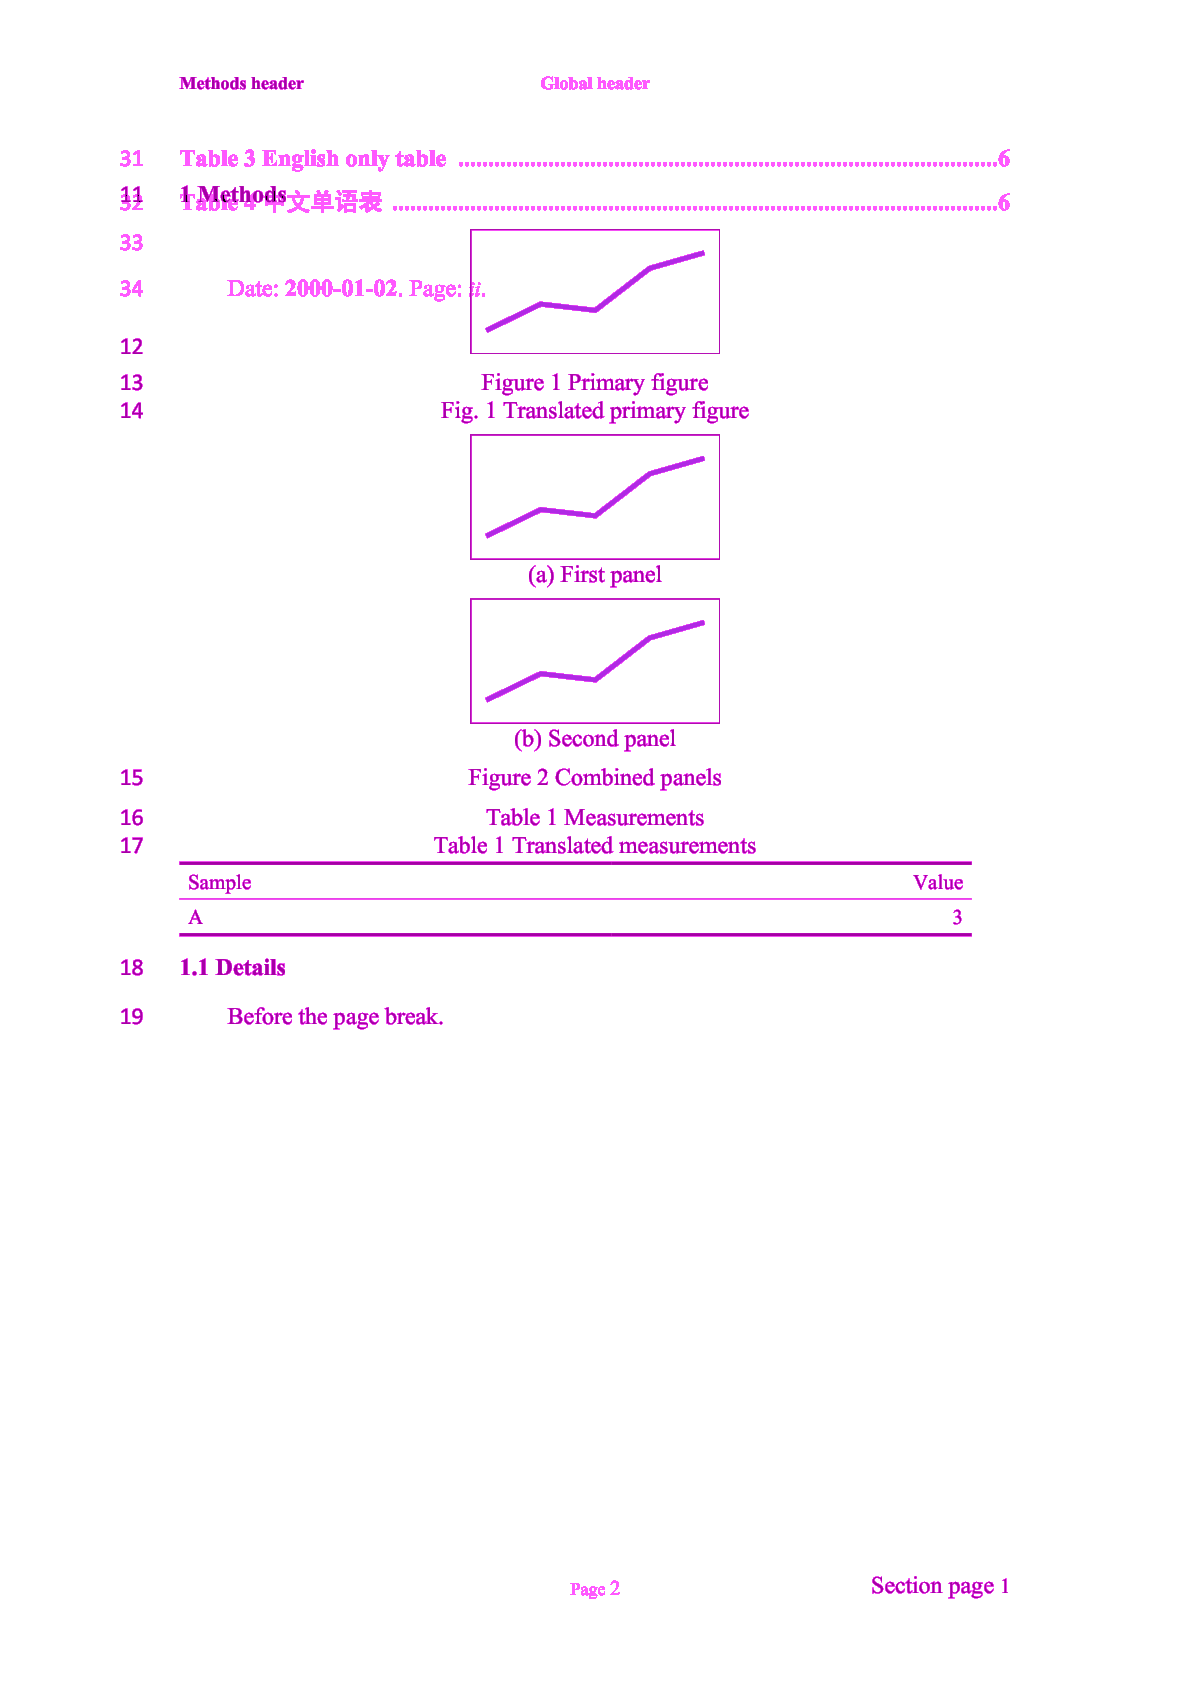 Methods header Global header
31 Table 3 English only table ..........................................................................................6
11 1 Methods
32 Table 4 中文单语表 .....................................................................................................6
33
34 Date: 2000-01-02. Page: ii.
12
13 Figure 1 Primary figure
14 Fig. 1 Translated primary figure
(a) First panel
(b) Second panel
15 Figure 2 Combined panels
16 Table 1 Measurements
17 Table 1 Translated measurements
Sample Value
A 3
18 1.1 Details
19 Before the page break.
Page 2 Section page 1